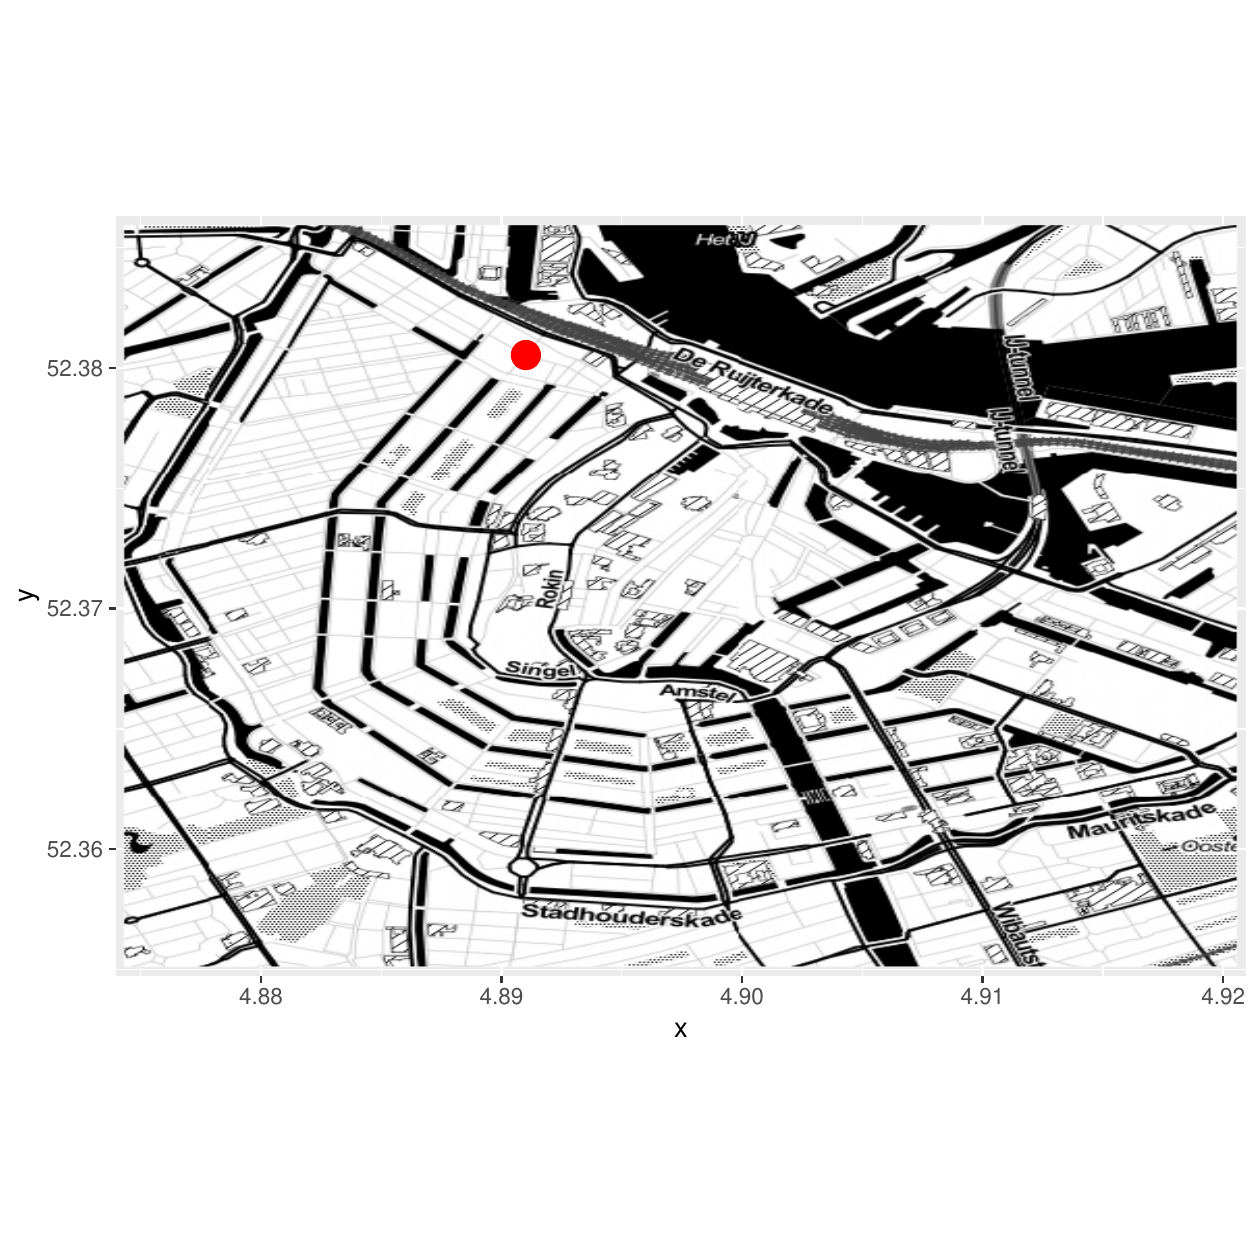 Het IJ
De Ruijterkade
IJ-tunnel
IJ-tunnel
52.38
Rokin
52.37
y
Singel
Amstel
Mauritskade
Ooste
52.36
Stadhouderskade
Wibautst
4.88
4.89
4.90
4.91
4.92
x